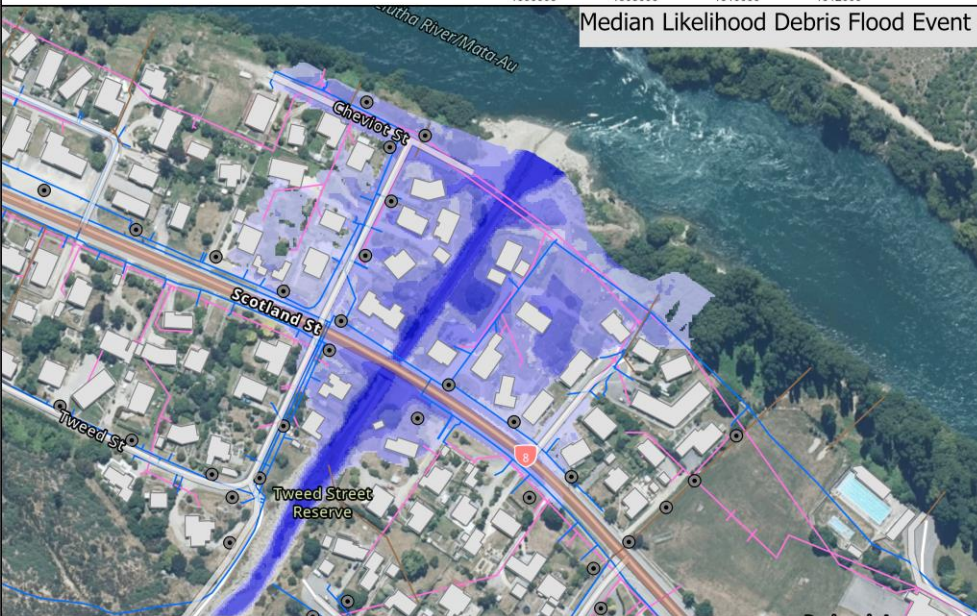 Median Likelihood Debris Flood Event
Clutha River/Mata-Au
Cheviot St
Scotland St
8
Tweed St
Tweed Street
Reserve